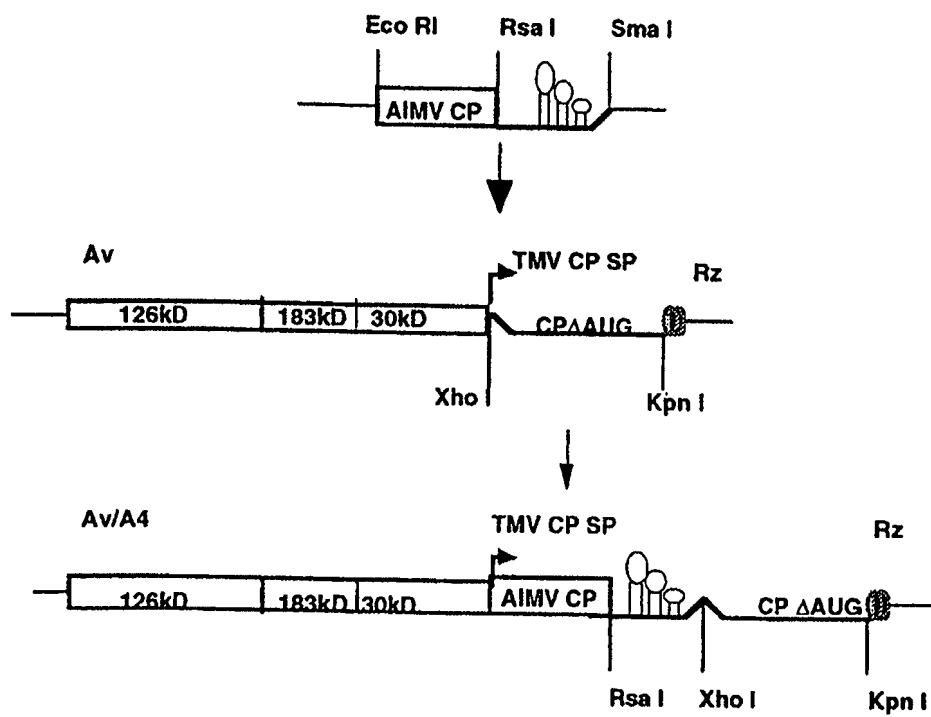 Eco RI Rsa I Sma I
AIMV CP
Av
TMV CP SP
Rz
126kD 183kD 30kD CPΔAUG
Xho I
Kpn I
Av/A4
TMV CP SP
Rz
126kD 183kD 30kD AIMV CP CP ΔAUG
Rsa I Xho I Kpn I